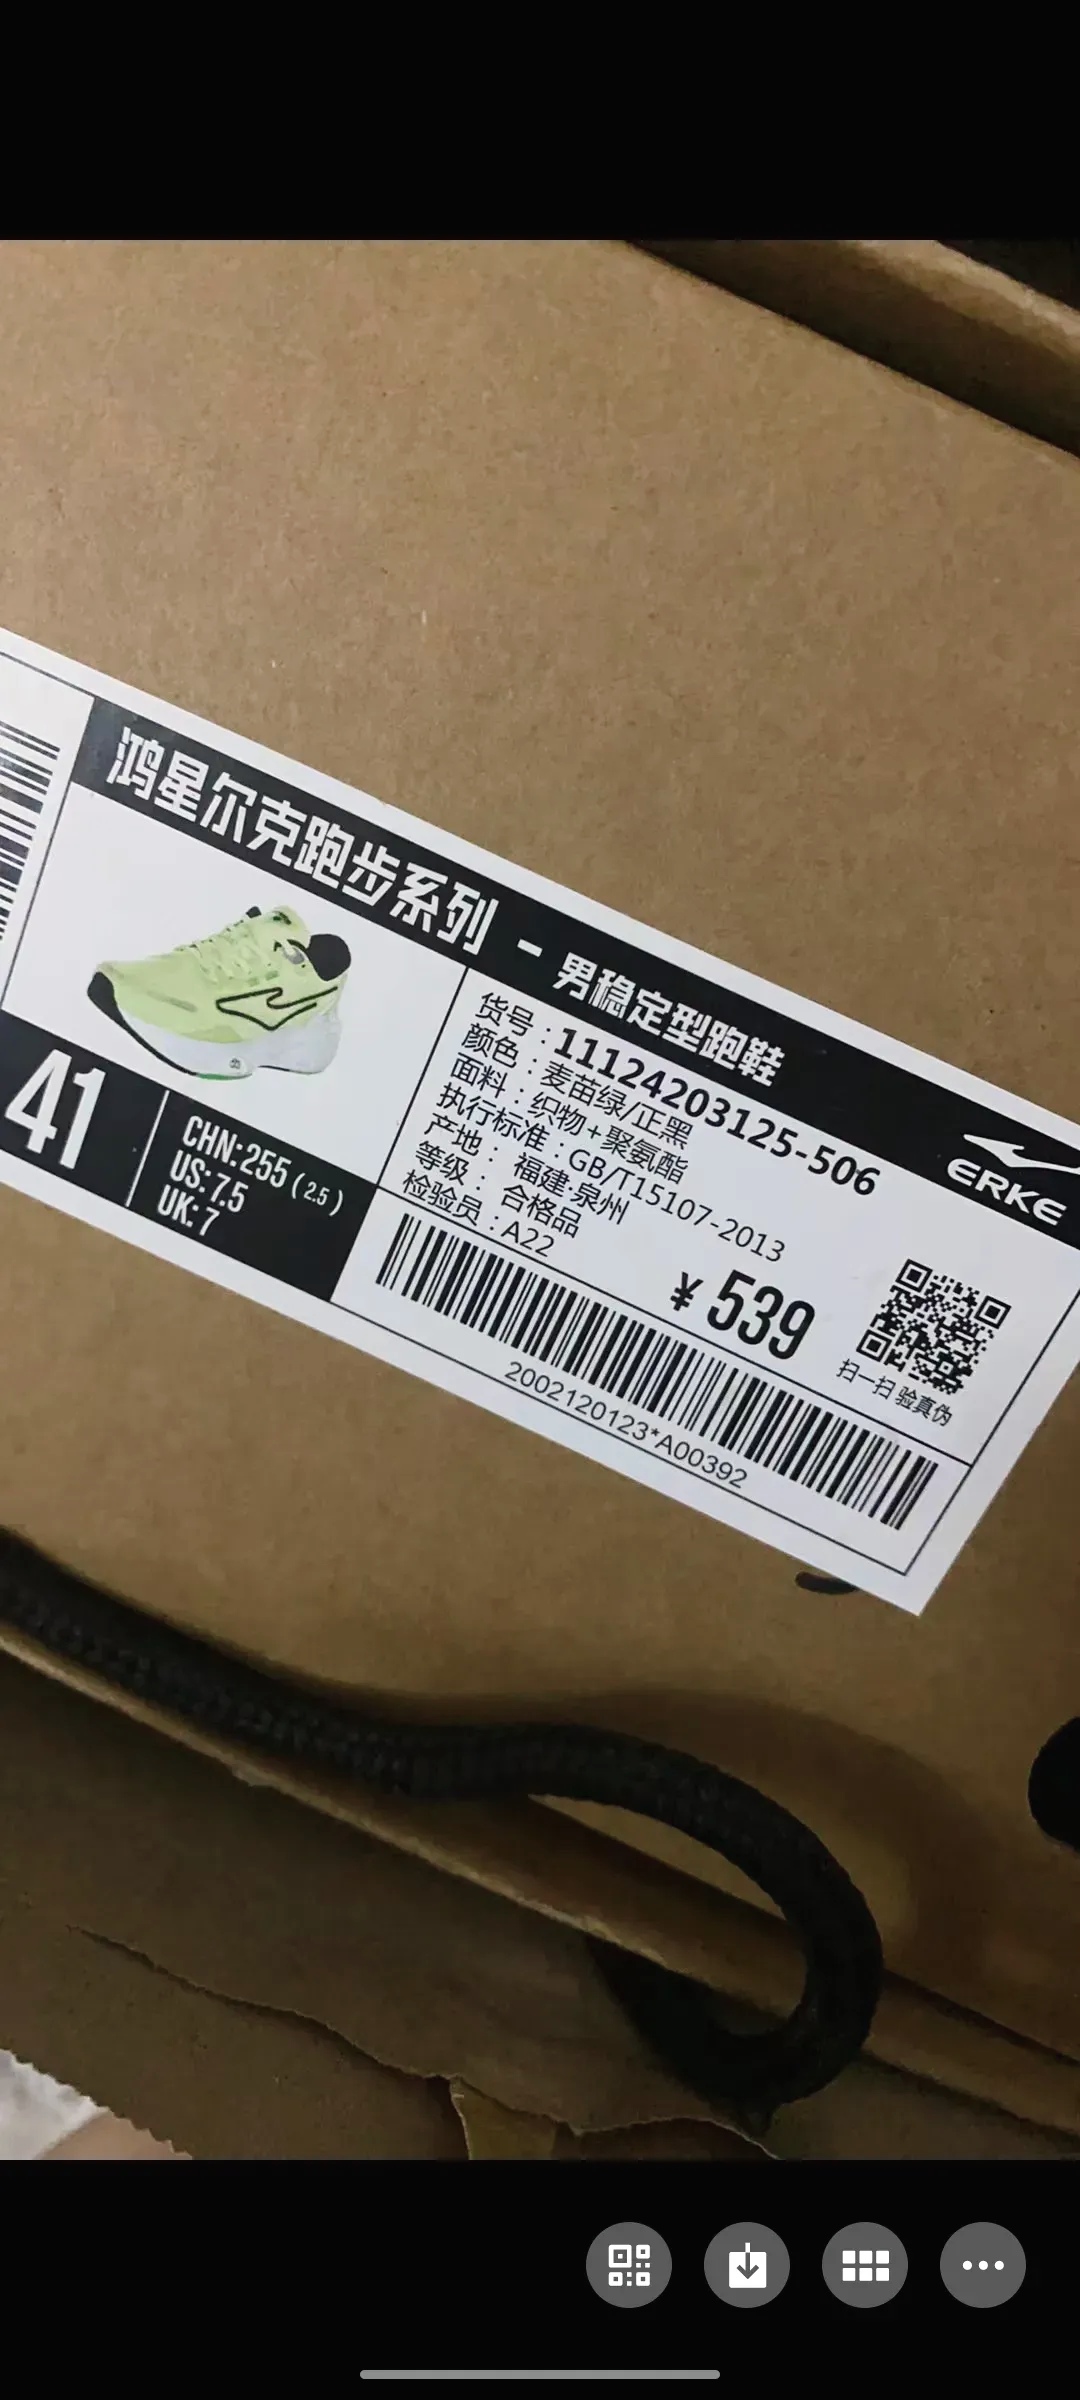 鸿星尔克跑步系列 - 男稳定型跑鞋
41
CHN: 255 (2.5)
US: 7.5
UK: 7
货号：11124203125-506
颜色：麦苗绿/正黑
面料：织物+聚氨酯
执行标准：GB/T15107-2013
产地：福建·泉州
等级：合格品
检验员：A22
ERKE
¥ 539
扫一扫 验真伪
2002120123*A00392